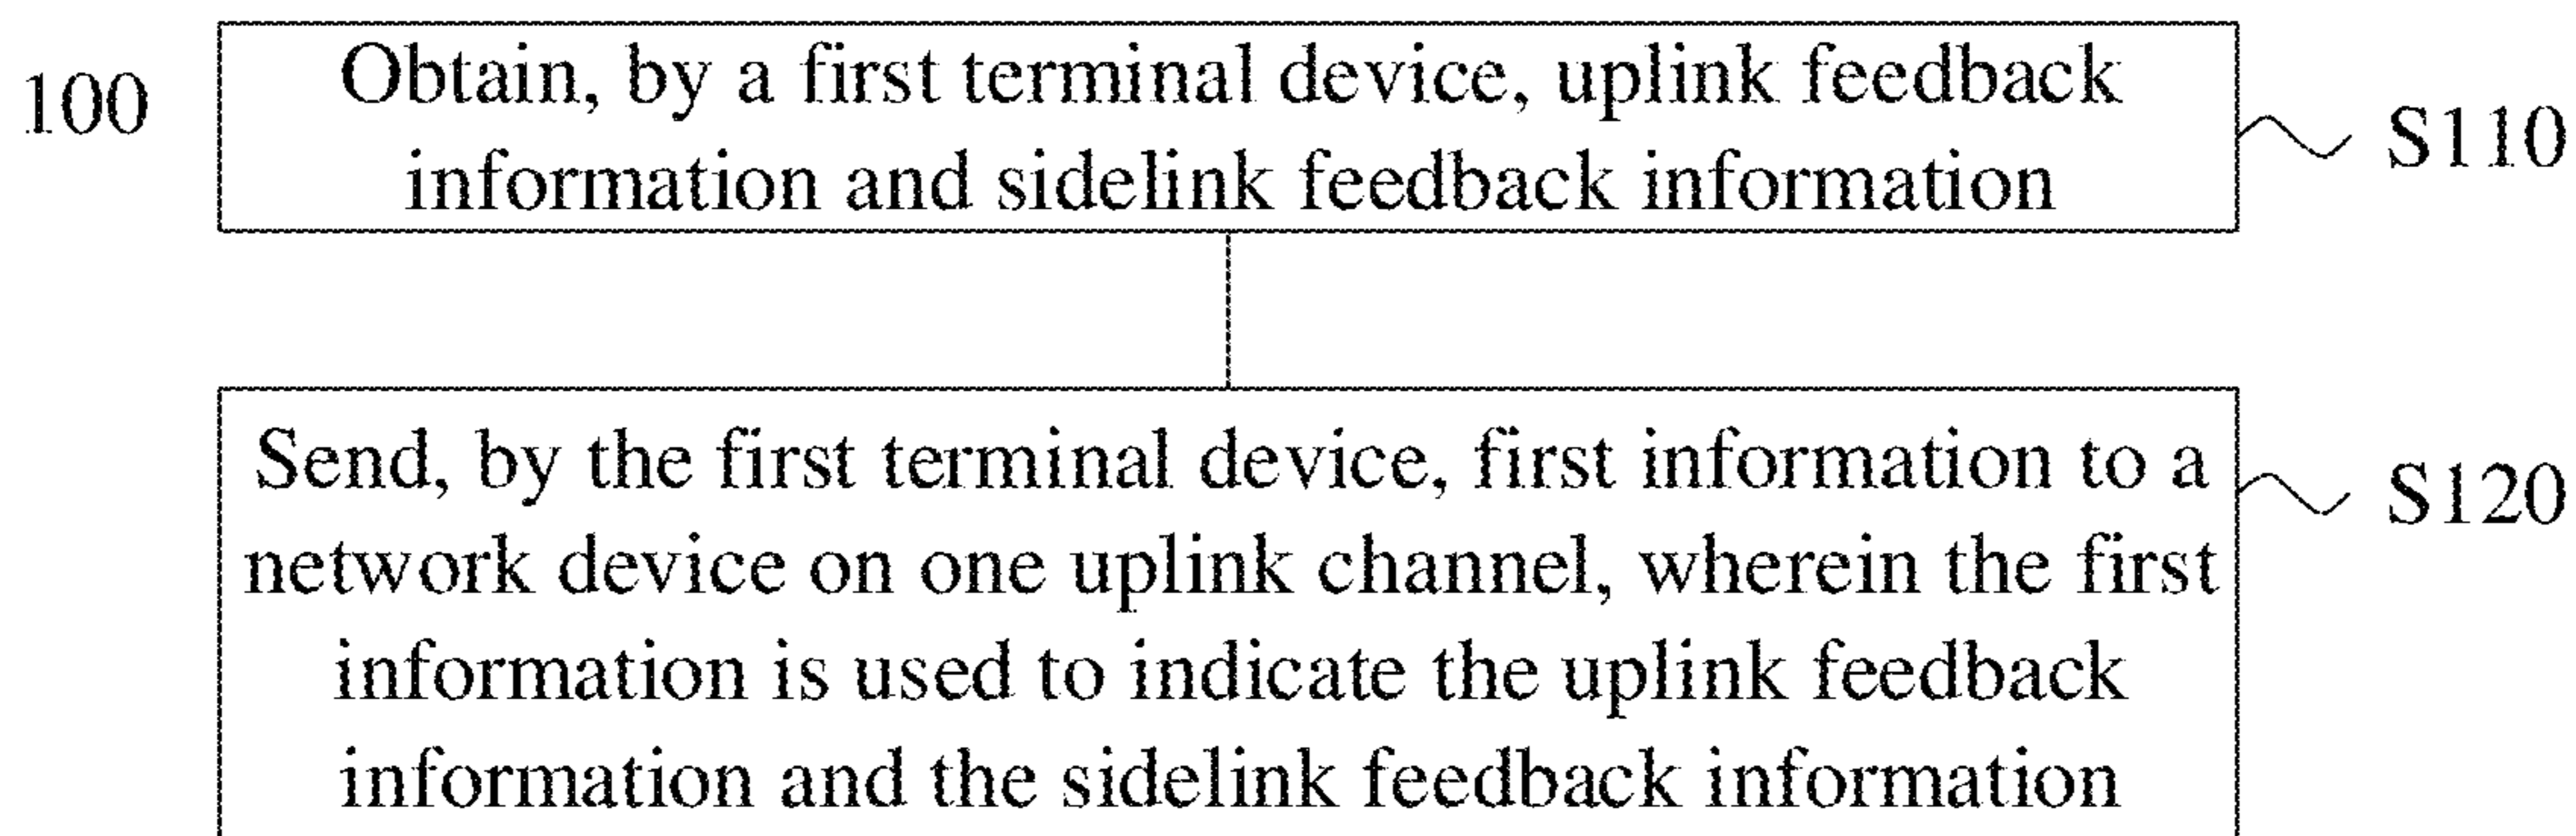 100
Obtain, by a first terminal device, uplink feedback
information and sidelink feedback information
S110
Send, by the first terminal device, first information to a
network device on one uplink channel, wherein the first
information is used to indicate the uplink feedback
information and the sidelink feedback information
S120